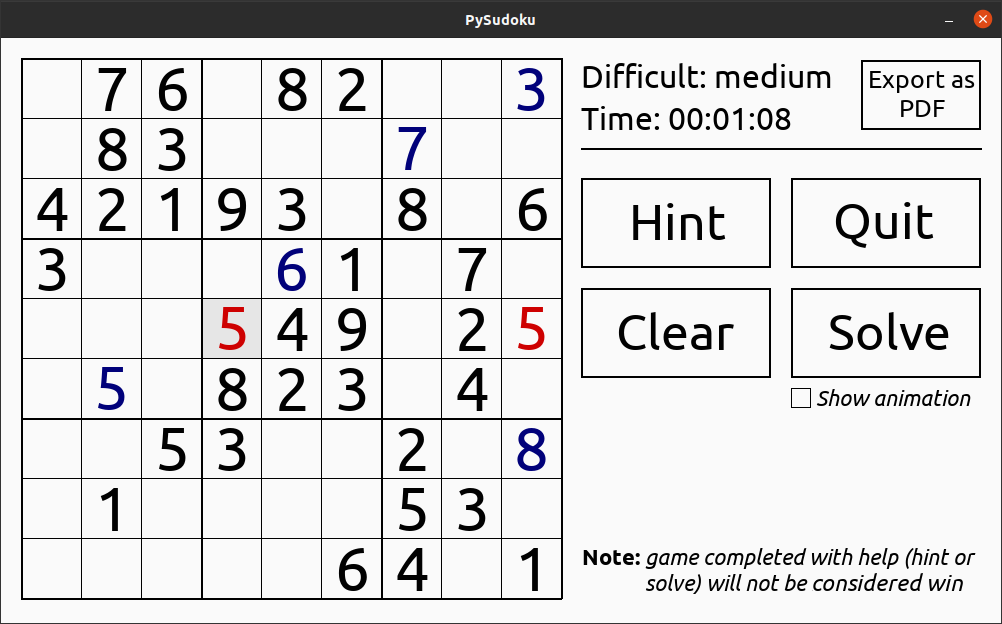 PySudoku
7 6 8 2 3
8 3 7
4 2 1 9 3 8 6
3 6 1 7
5 4 9 2 5
5 8 2 3 4
5 3 2 8
1 5 3
6 4 1
Difficult: medium
Time: 00:01:08
Export as
PDF
Hint
Quit
Clear
Solve
Show animation
Note: game completed with help (hint or
solve) will not be considered win